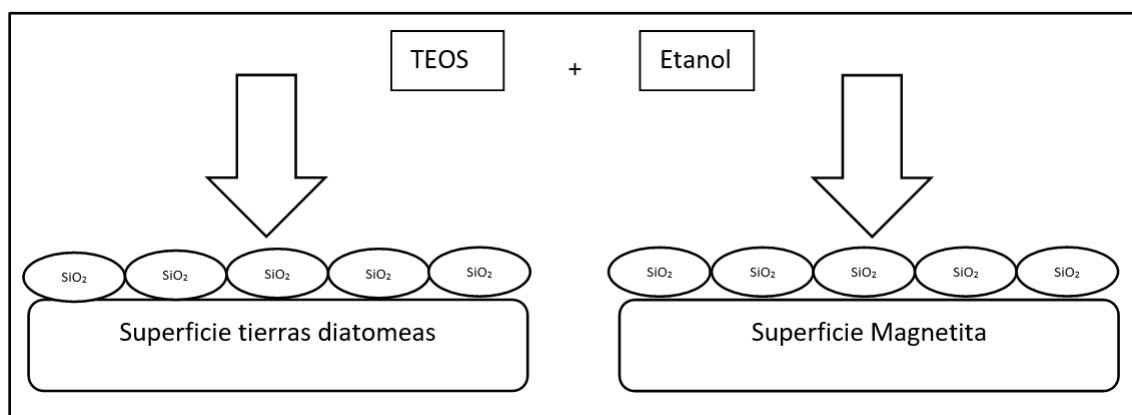 TEOS
+
Etanol
SiO₂
SiO₂
SiO₂
SiO₂
SiO₂
SiO₂
SiO₂
SiO₂
SiO₂
SiO₂
Superficie tierras diatomeas
Superficie Magnetita